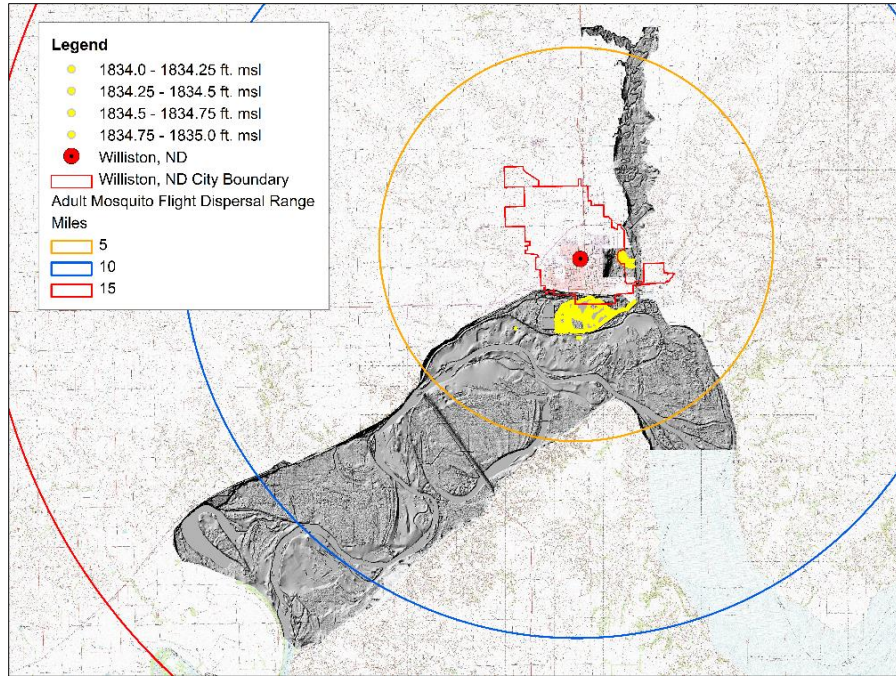 Legend
1834.0 - 1834.25 ft. msl
1834.25 - 1834.5 ft. msl
1834.5 - 1834.75 ft. msl
1834.75 - 1835.0 ft. msl
Williston, ND
Williston, ND City Boundary
Adult Mosquito Flight Dispersal Range
Miles
5
10
15